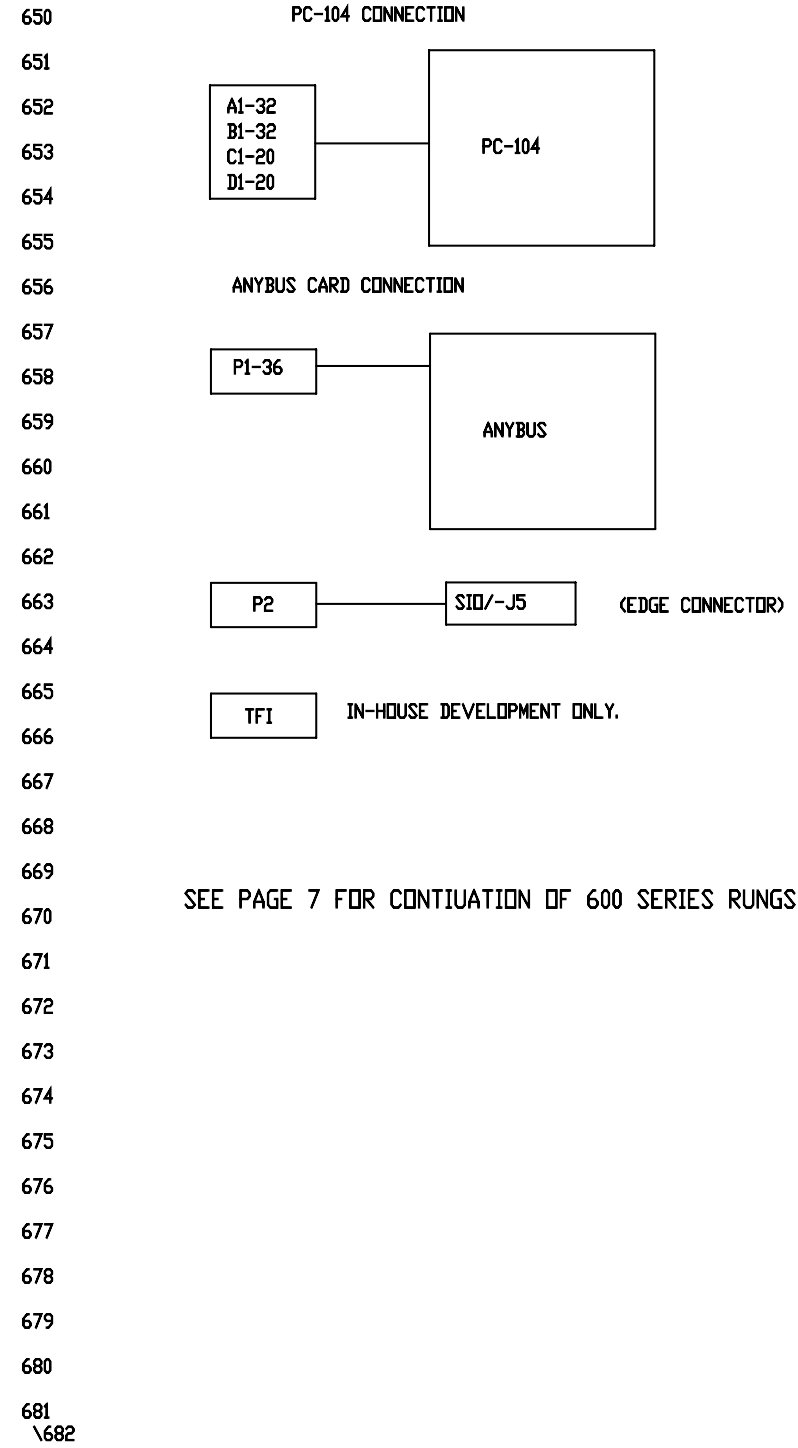 650 PC-104 CONNECTION
651
652 A1-32
B1-32
653 C1-20 PC-104
D1-20
654
655
656 ANYBUS CARD CONNECTION
657
658 P1-36
659 ANYBUS
660
661
662
663 P2 SIO/-J5 (EDGE CONNECTOR)
664
665 TFI IN-HOUSE DEVELOPMENT ONLY.
666
667
668
669
SEE PAGE 7 FOR CONTIUATION OF 600 SERIES RUNGS
670
671
672
673
674
675
676
677
678
679
680
681
\682